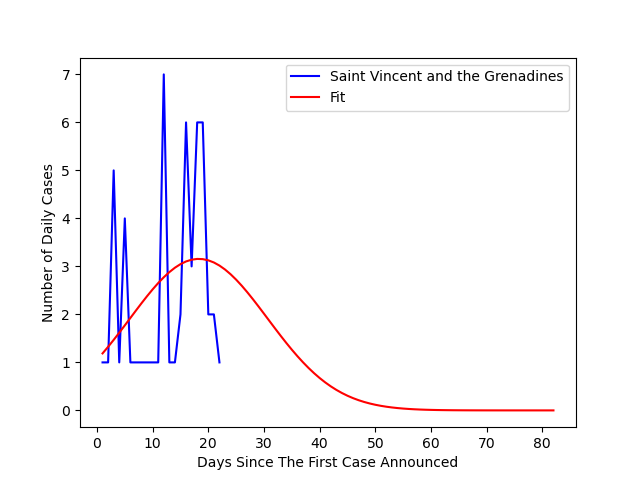 Saint Vincent and the Grenadines
Fit
Number of Daily Cases
7
6
5
4
3
2
1
0
0 10 20 30 40 50 60 70 80
Days Since The First Case Announced